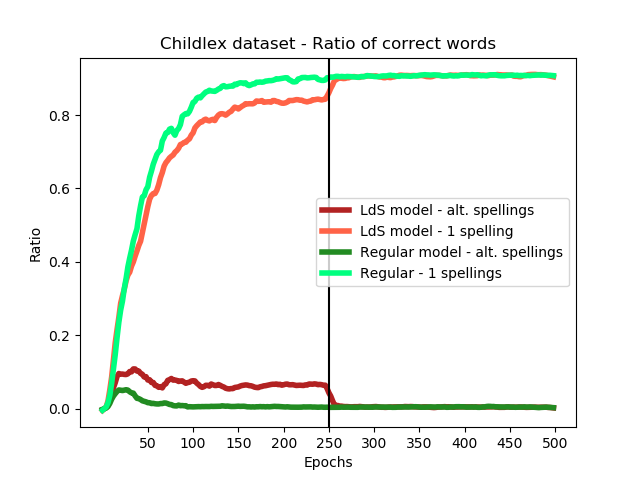 Childlex dataset - Ratio of correct words
Ratio
0.8
0.6
0.4
0.2
0.0
LdS model - alt. spellings
LdS model - 1 spelling
Regular model - alt. spellings
Regular - 1 spellings
50 100 150 200 250 300 350 400 450 500
Epochs